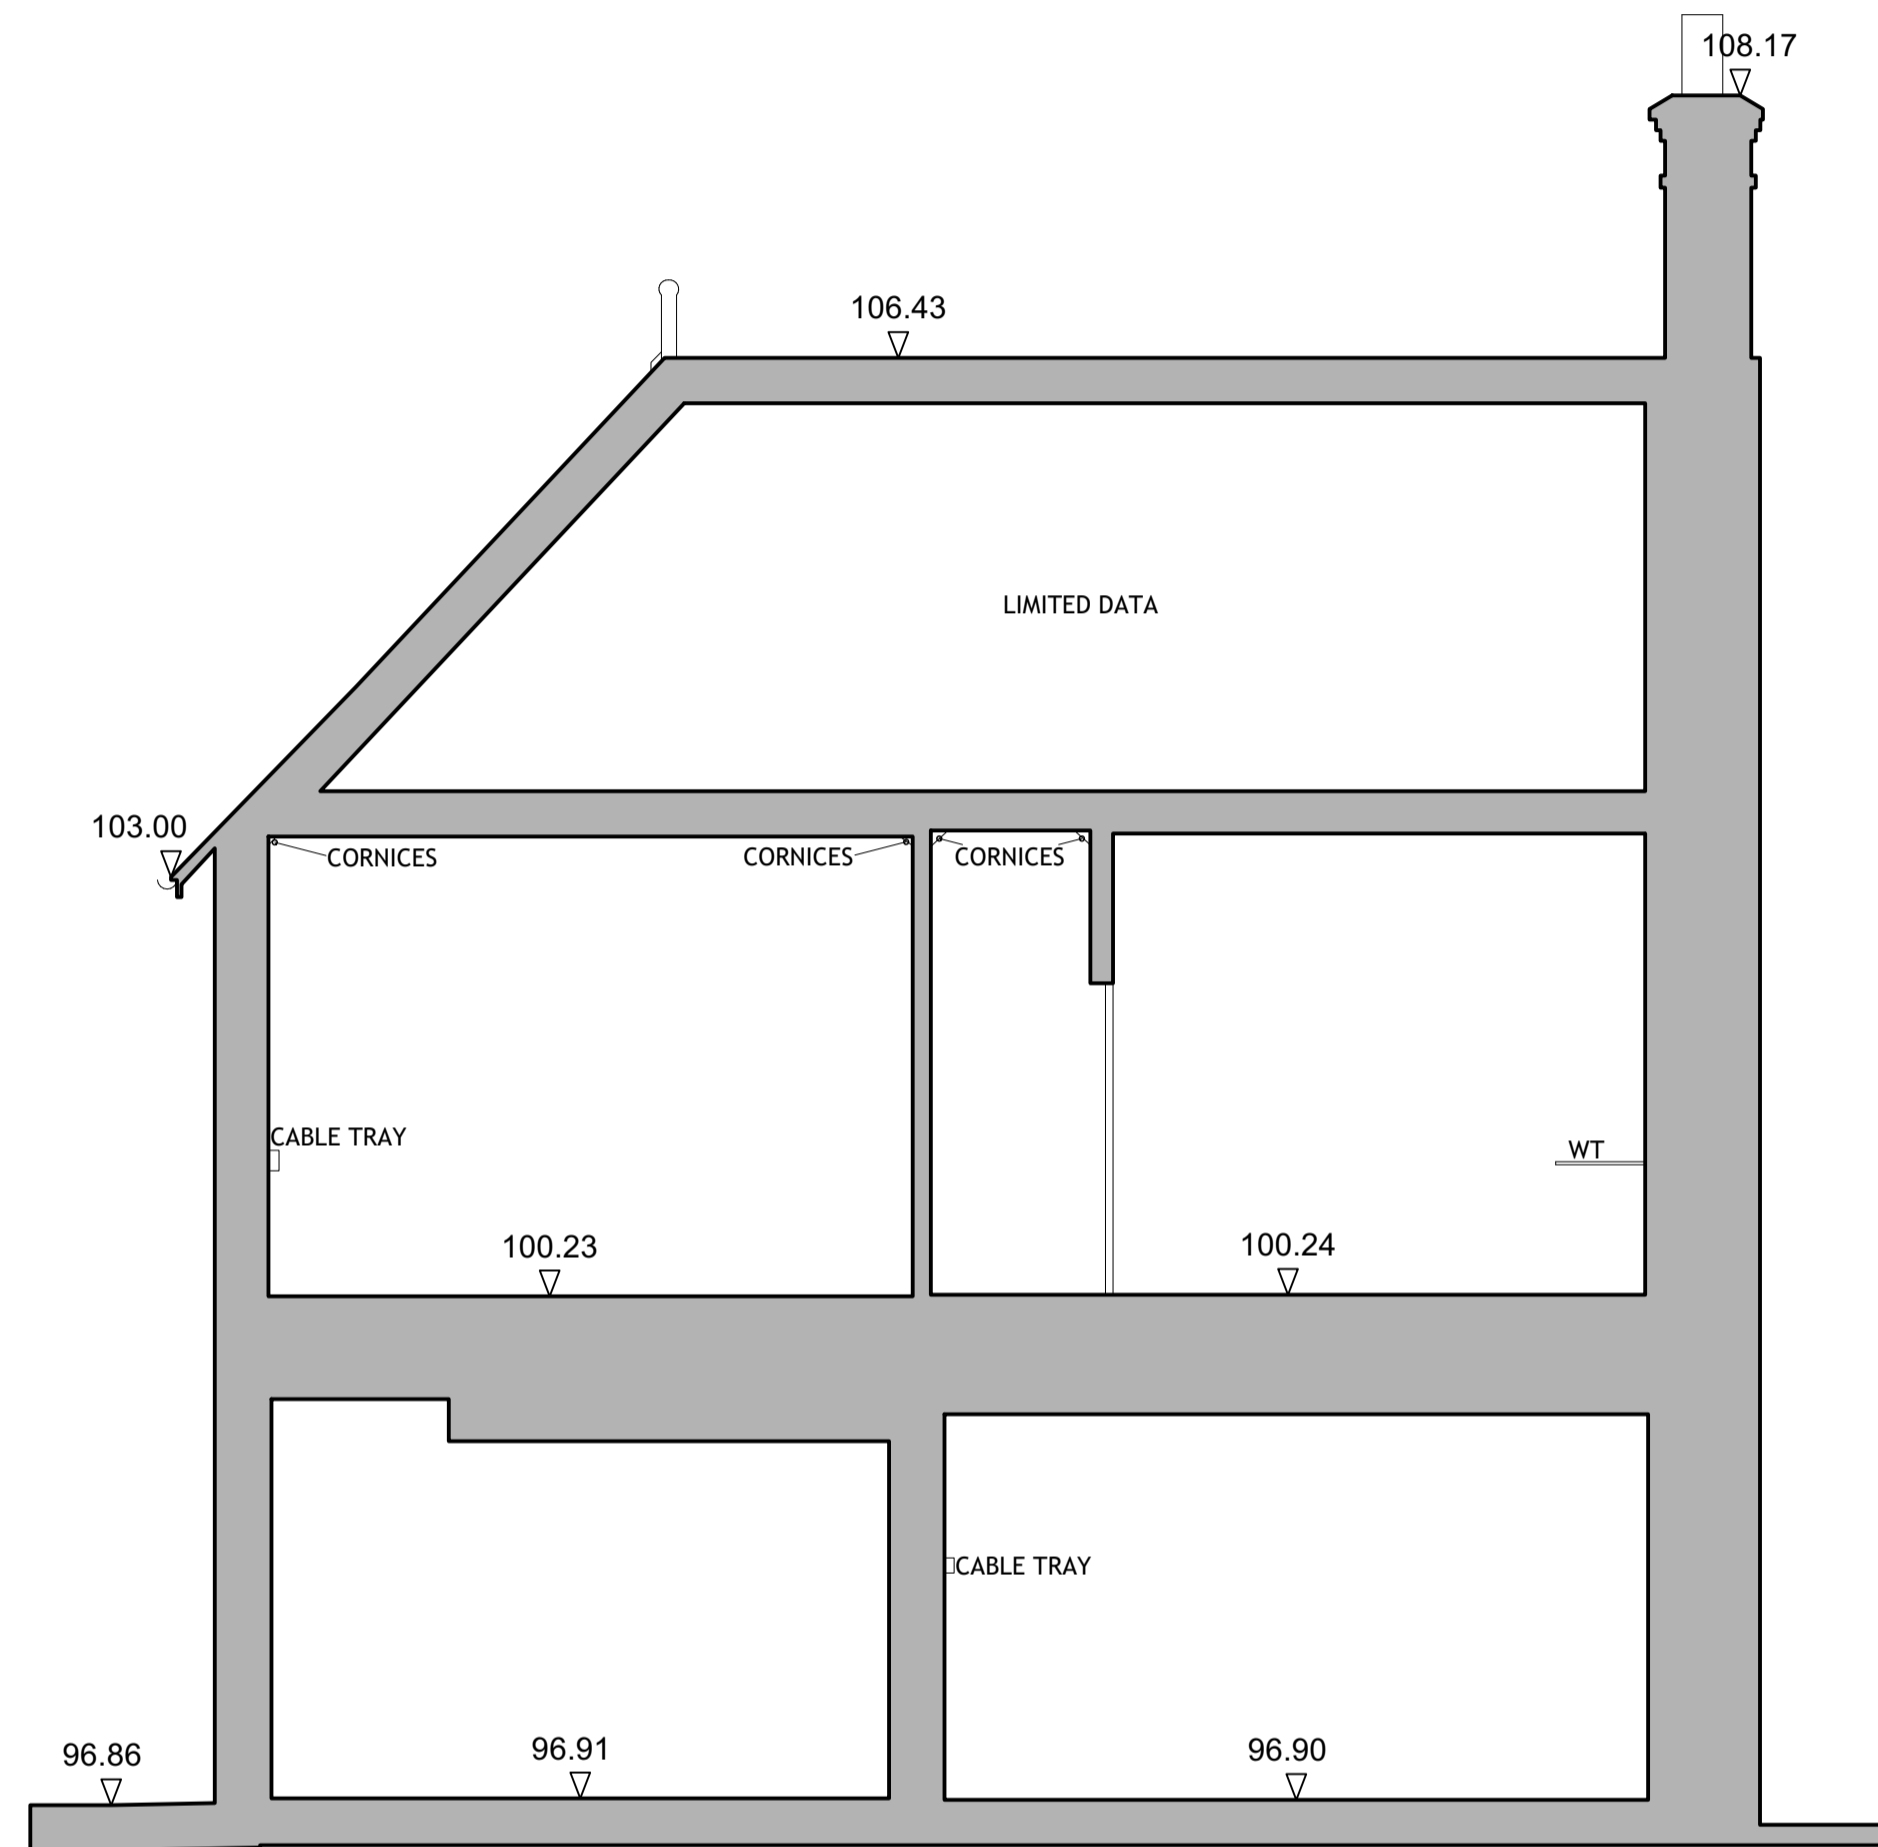 108.17
106.43
LIMITED DATA
103.00
CORNICES
CORNICES
CORNICES
CABLE TRAY
WT
100.23
100.24
CABLE TRAY
96.86
96.91
96.90